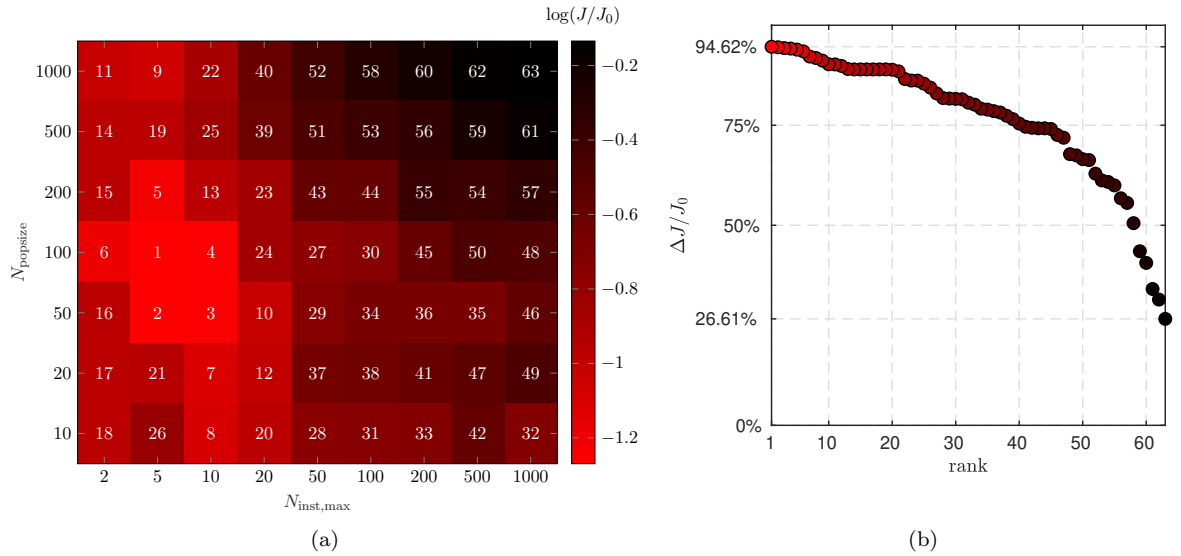 log(J/J0)
1000 11 9 22 40 52 58 60 62 63
500 14 19 25 39 51 53 56 59 61
200 15 5 13 23 43 44 55 54 57
100 6 1 4 24 27 30 45 50 48
50 16 2 3 10 29 34 36 35 46
20 17 21 7 12 37 38 41 47 49
10 18 26 8 20 28 31 33 42 32
2 5 10 20 50 100 200 500 1000
Npopsize
Ninst,max
−0.2
−0.4
−0.6
−0.8
−1
−1.2
(a)
94.62%
75%
50%
26.61%
0%
ΔJ/J0
1 10 20 30 40 50 60
rank
(b)